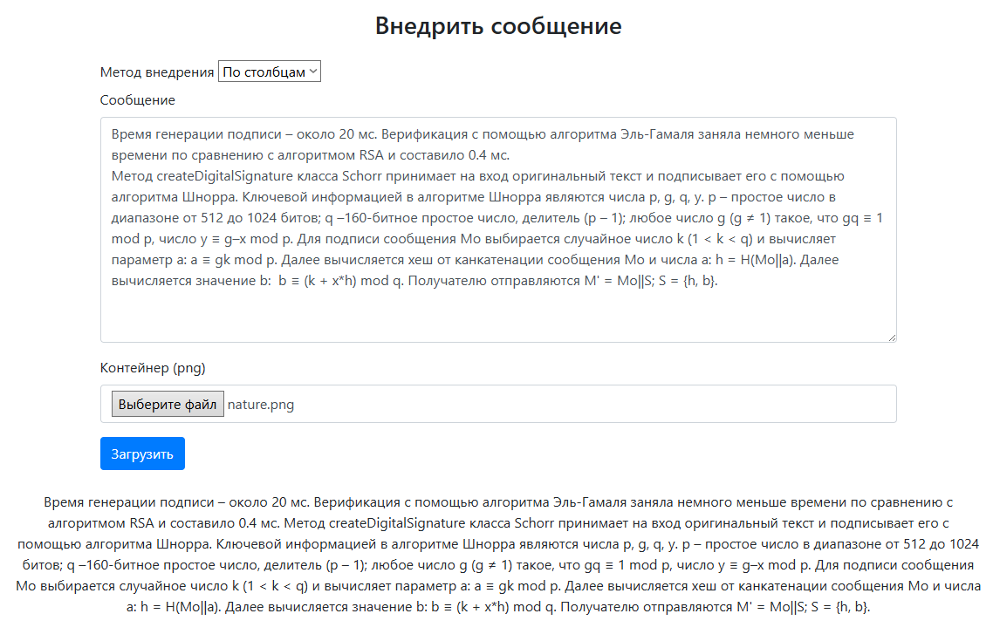 Внедрить сообщение
Метод внедрения По столбцам
Сообщение
Время генерации подписи – около 20 мс. Верификация с помощью алгоритма Эль-Гамаля заняла немного меньше
времени по сравнению с алгоритмом RSA и составило 0.4 мс.
Метод createDigitalSignature класса Schorr принимает на вход оригинальный текст и подписывает его с помощью
алгоритма Шнорра. Ключевой информацией в алгоритме Шнорра являются числа p, g, q, y. p – простое число в
диапазоне от 512 до 1024 битов; q –160-битное простое число, делитель (p – 1); любое число g (g ≠ 1) такое, что gq ≡ 1
mod p, число y ≡ g–x mod p. Для подписи сообщения Mo выбирается случайное число k (1 < k < q) и вычисляет
параметр a: a ≡ gk mod p. Далее вычисляется хеш от канкатенации сообщения Mo и числа a: h = H(Mo||a). Далее
вычисляется значение b:  b ≡ (k + x*h) mod q. Получателю отправляются M' = Mo||S; S = {h, b}.
Контейнер (png)
Выберите файл nature.png
Загрузить
Время генерации подписи – около 20 мс. Верификация с помощью алгоритма Эль-Гамаля заняла немного меньше времени по сравнению с
алгоритмом RSA и составило 0.4 мс. Метод createDigitalSignature класса Schorr принимает на вход оригинальный текст и подписывает его с
помощью алгоритма Шнорра. Ключевой информацией в алгоритме Шнорра являются числа p, g, q, y. p – простое число в диапазоне от 512 до 1024
битов; q –160-битное простое число, делитель (p – 1); любое число g (g ≠ 1) такое, что gq ≡ 1 mod p, число y ≡ g–x mod p. Для подписи сообщения
Mo выбирается случайное число k (1 < k < q) и вычисляет параметр a: a ≡ gk mod p. Далее вычисляется хеш от канкатенации сообщения Mo и числа
a: h = H(Mo||a). Далее вычисляется значение b: b ≡ (k + x*h) mod q. Получателю отправляются M' = Mo||S; S = {h, b}.